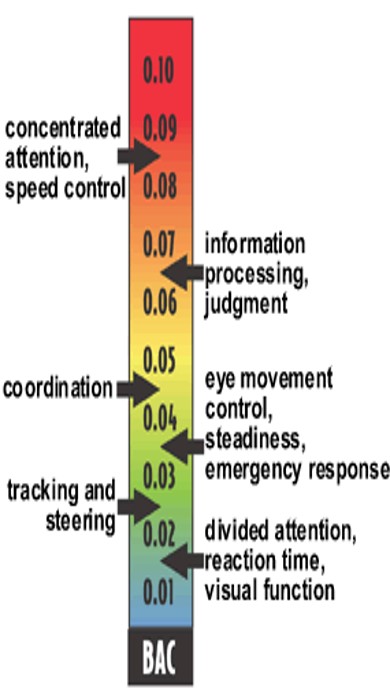 0.10
concentrated
attention,
speed control
0.09
0.08
0.07
information
processing,
judgment
0.06
0.05
coordination
eye movement
control,
steadiness,
emergency response
0.04
0.03
tracking and
steering
0.02
divided attention,
reaction time,
visual function
0.01
BAC